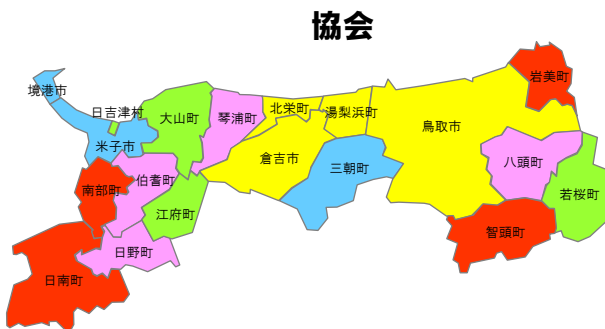 協会
境港市
日吉津村
米子市
大山町
琴浦町
北栄町
湯梨浜町
鳥取市
岩美町
倉吉市
三朝町
八頭町
若桜町
智頭町
南部町
伯耆町
江府町
日野町
日南町